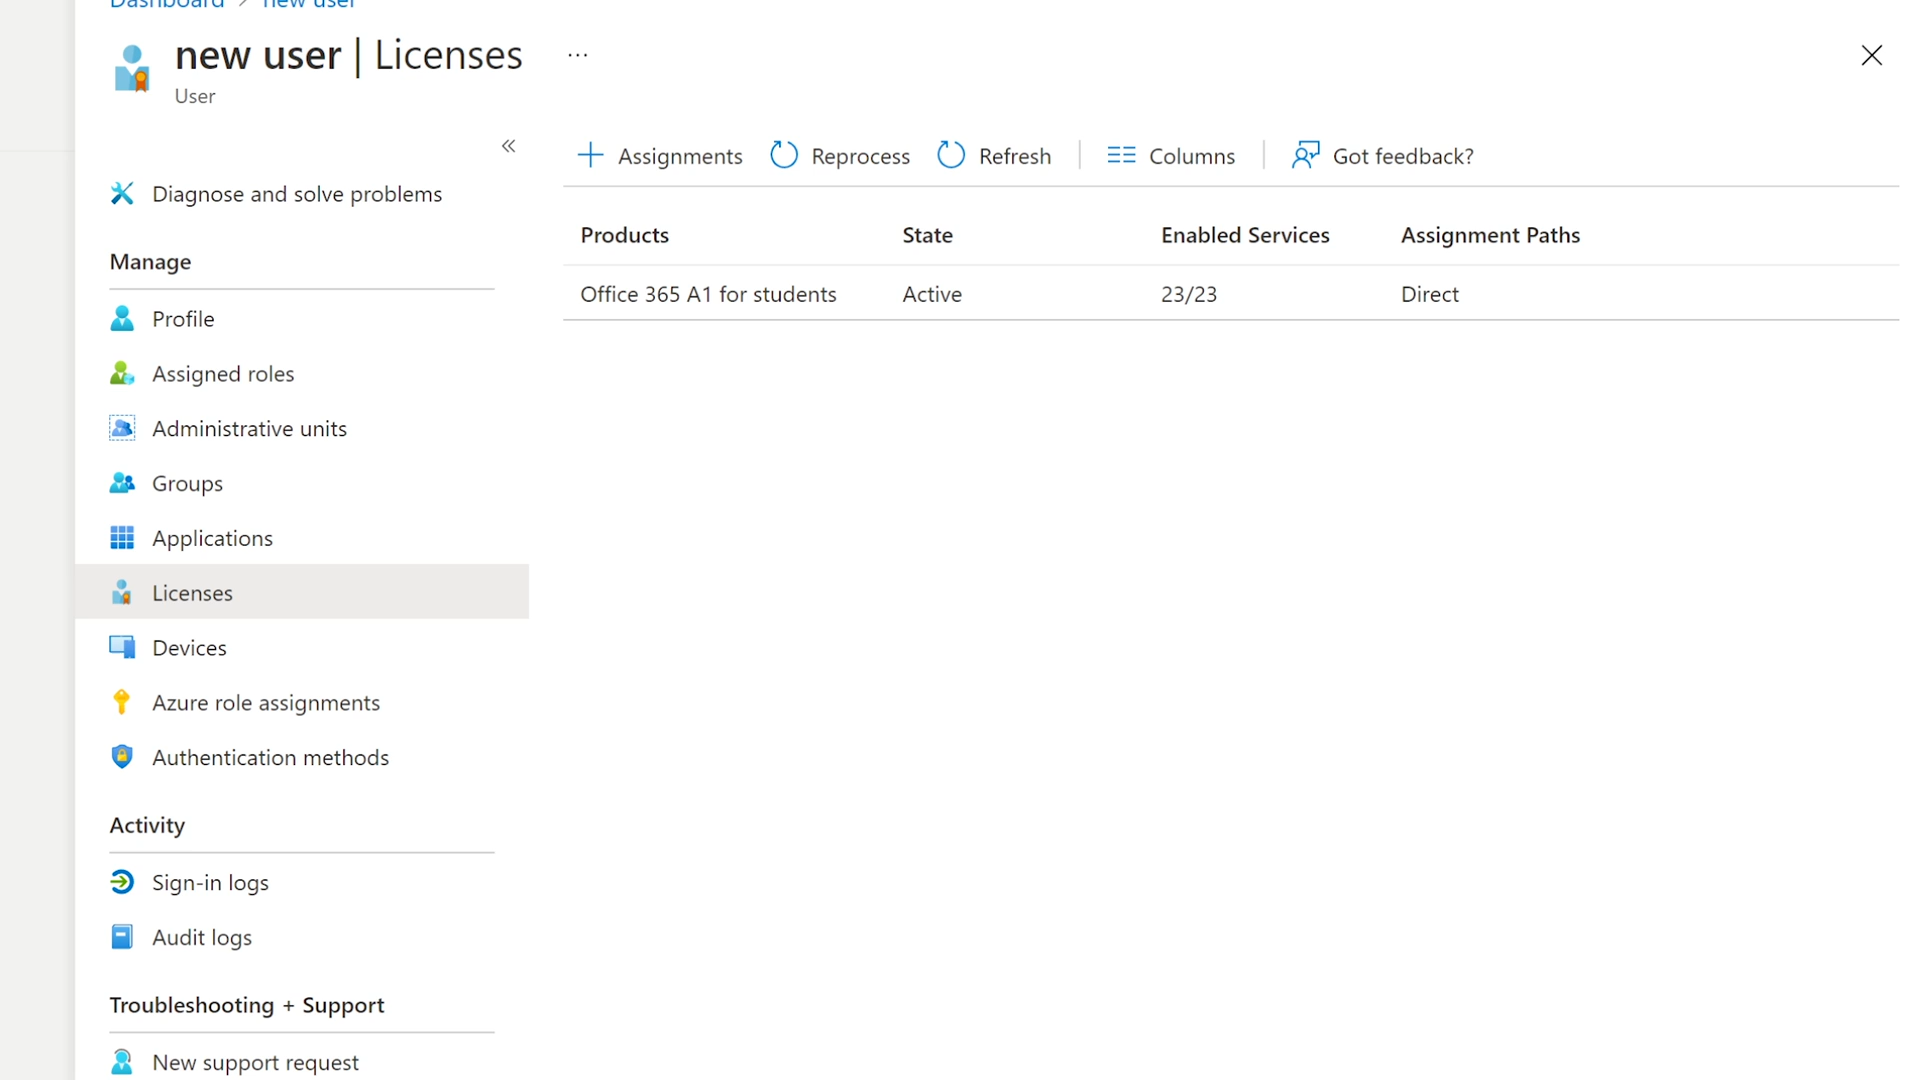 Dashboard > new user
new user | Licenses ...
User
Assignments Reprocess Refresh Columns Got feedback?
Diagnose and solve problems
Manage
Profile
Assigned roles
Administrative units
Groups
Applications
Licenses
Devices
Azure role assignments
Authentication methods
Activity
Sign-in logs
Audit logs
Troubleshooting + Support
New support request
Products State Enabled Services Assignment Paths
Office 365 A1 for students Active 23/23 Direct